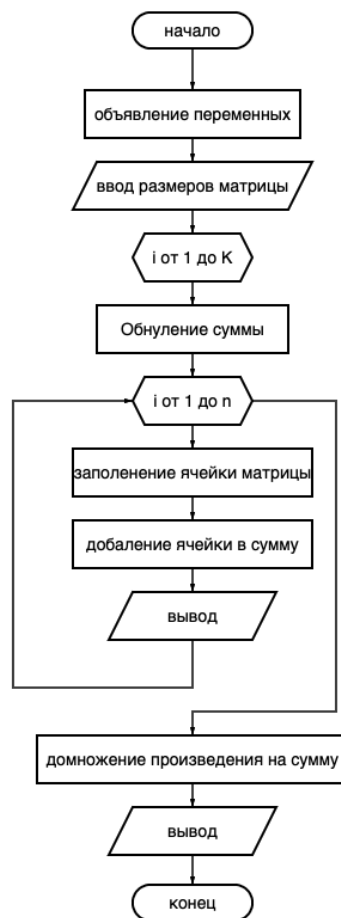 начало
объявление переменных
ввод размеров матрицы
i от 1 до K
Обнуление суммы
i от 1 до n
заполенение ячейки матрицы
добаление ячейки в сумму
вывод
домножение произведения на сумму
вывод
конец